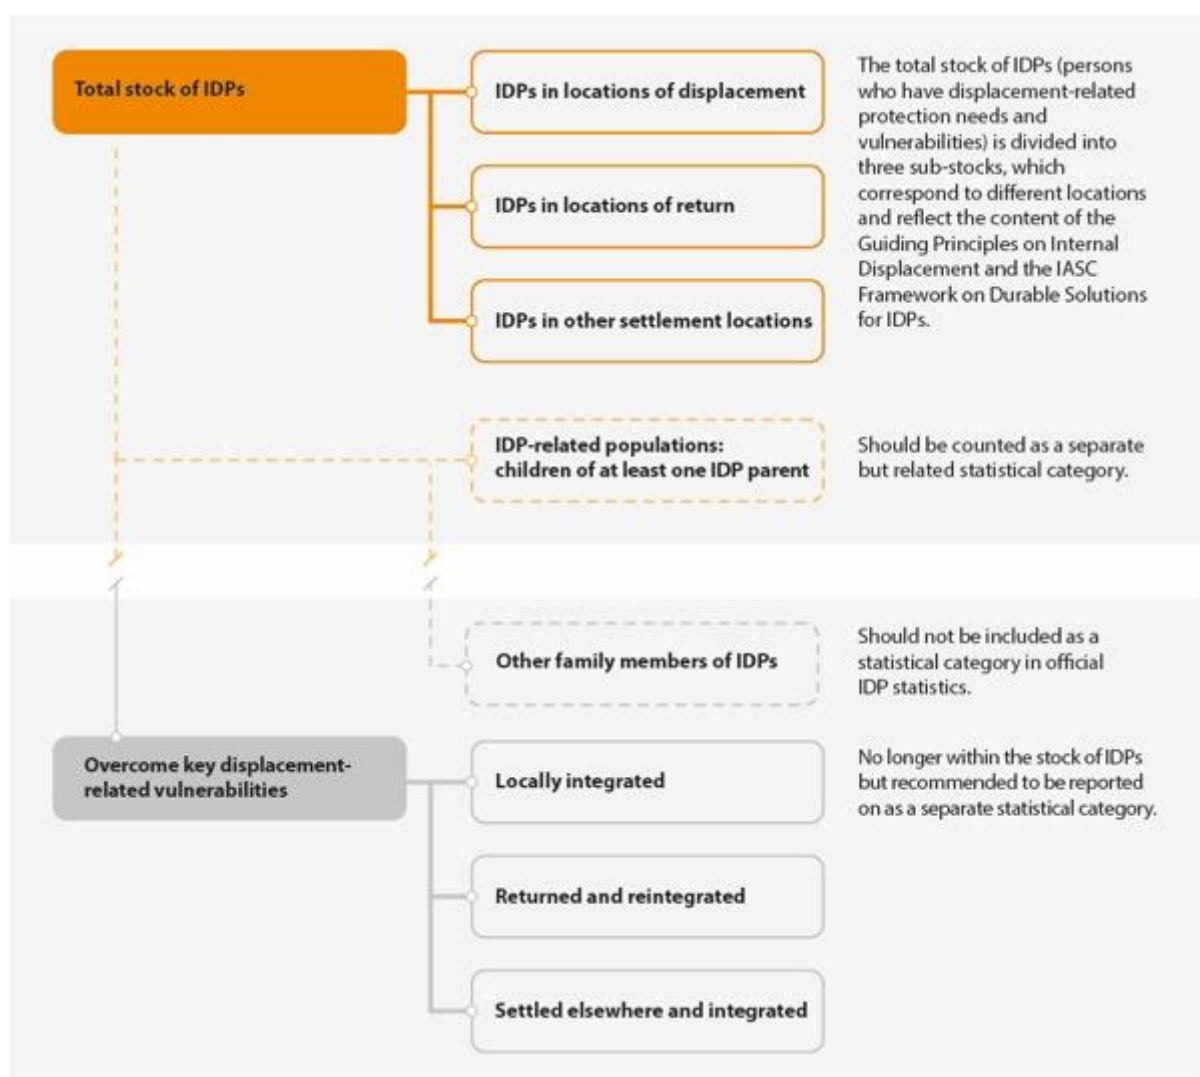 Total stock of IDPs
IDPs in locations of displacement
The total stock of IDPs (persons
who have displacement-related
protection needs and
vulnerabilities) is divided into
three sub-stocks, which
correspond to different locations
and reflect the content of the
Guiding Principles on Internal
Displacement and the IASC
Framework on Durable Solutions
for IDPs.
IDPs in locations of return
IDPs in other settlement locations
IDP-related populations:
children of at least one IDP parent
Should be counted as a separate
but related statistical category.
Other family members of IDPs
Should not be included as a
statistical category in official
IDP statistics.
Overcome key displacement-
related vulnerabilities
Locally integrated
No longer within the stock of IDPs
but recommended to be reported
on as a separate statistical category.
Returned and reintegrated
Settled elsewhere and integrated